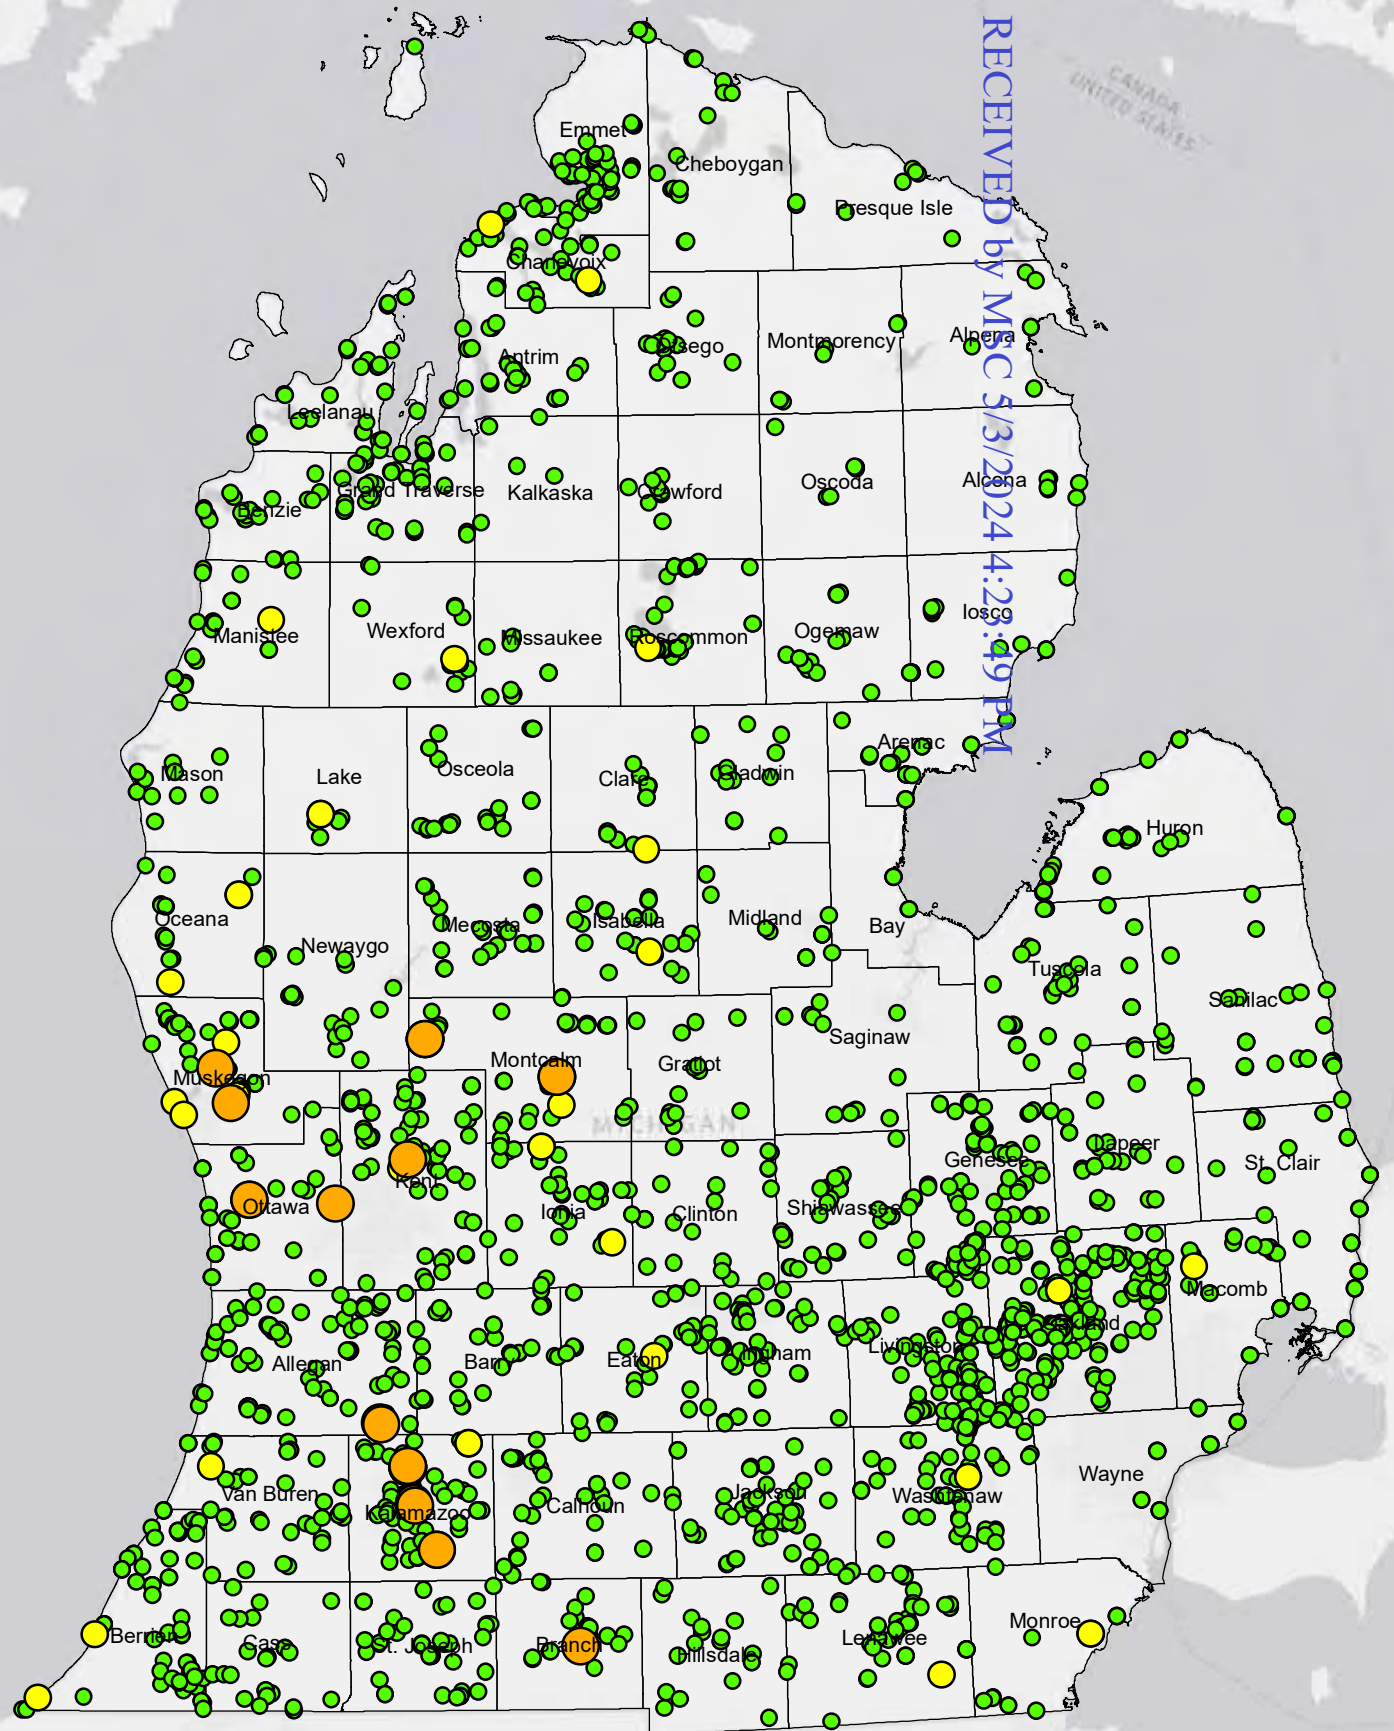 RECEIVED by MSC 5/3/2024 4:23:49 PM
CANADA
UNITED STATES
Emmet
Cheboygan
Presque Isle
Charlevoix
Antrim
Otsego
Montmorency
Alpena
Leelanau
Benzie
Grand Traverse
Kalkaska
Crawford
Oscoda
Alcona
Manistee
Wexford
Missaukee
Roscommon
Ogemaw
Iosco
Mason
Lake
Osceola
Clare
Gladwin
Arenac
Huron
Oceana
Newaygo
Mecosta
Isabella
Midland
Bay
Tuscola
Sanilac
Muskegon
Montcalm
Gratiot
Saginaw
MICHIGAN
Ottawa
Kent
Ionia
Clinton
Shiawassee
Genesee
Lapeer
St. Clair
Allegan
Barry
Eaton
Ingham
Livingston
Oakland
Macomb
Van Buren
Kalamazoo
Calhoun
Jackson
Washtenaw
Wayne
Berrien
Cass
St. Joseph
Branch
Hillsdale
Lenawee
Monroe